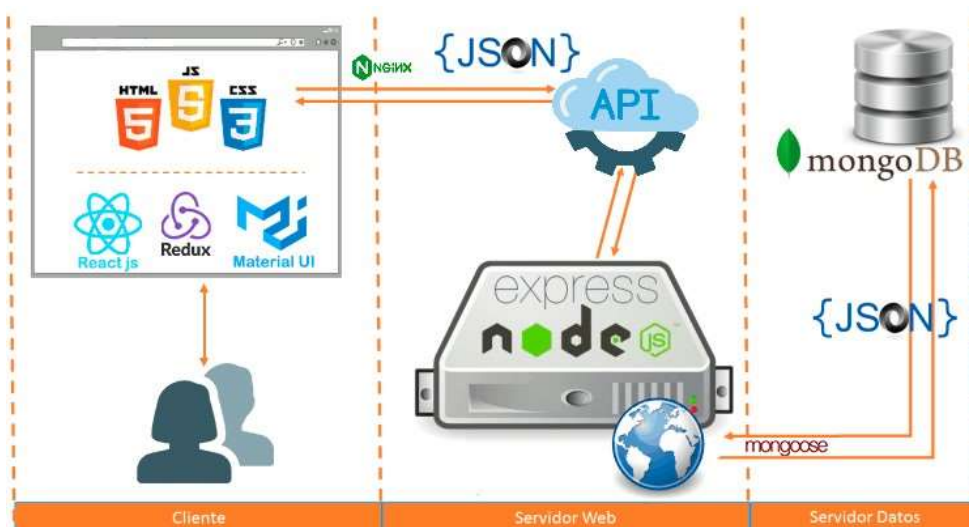 JS
HTML
CSS
5
5
3
React js
Redux
Material UI
N
NGINX
{JSON}
API
express
node
JS
mongoDB
{JSON}
mongoose
Cliente
Servidor Web
Servidor Datos